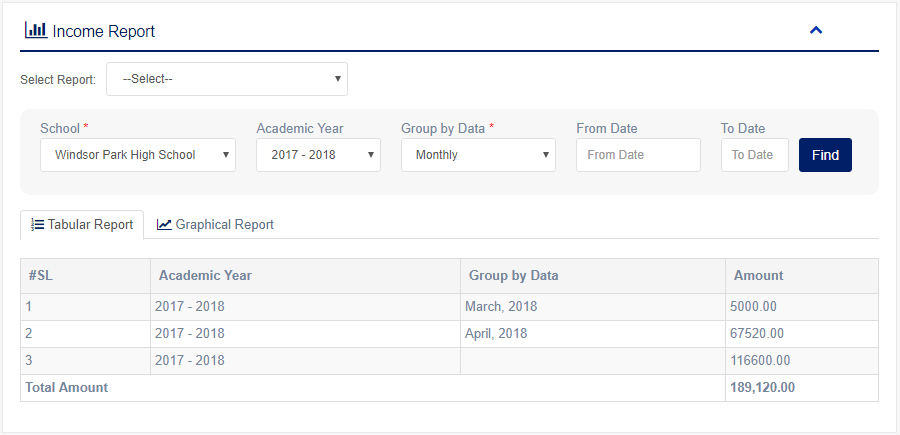 Income Report
Select Report: --Select--
School * Academic Year Group by Data * From Date To Date
Windsor Park High School 2017 - 2018 Monthly From Date To Date Find
Tabular Report Graphical Report
#SL Academic Year Group by Data Amount
1 2017 - 2018 March, 2018 5000.00
2 2017 - 2018 April, 2018 67520.00
3 2017 - 2018 116600.00
Total Amount 189,120.00